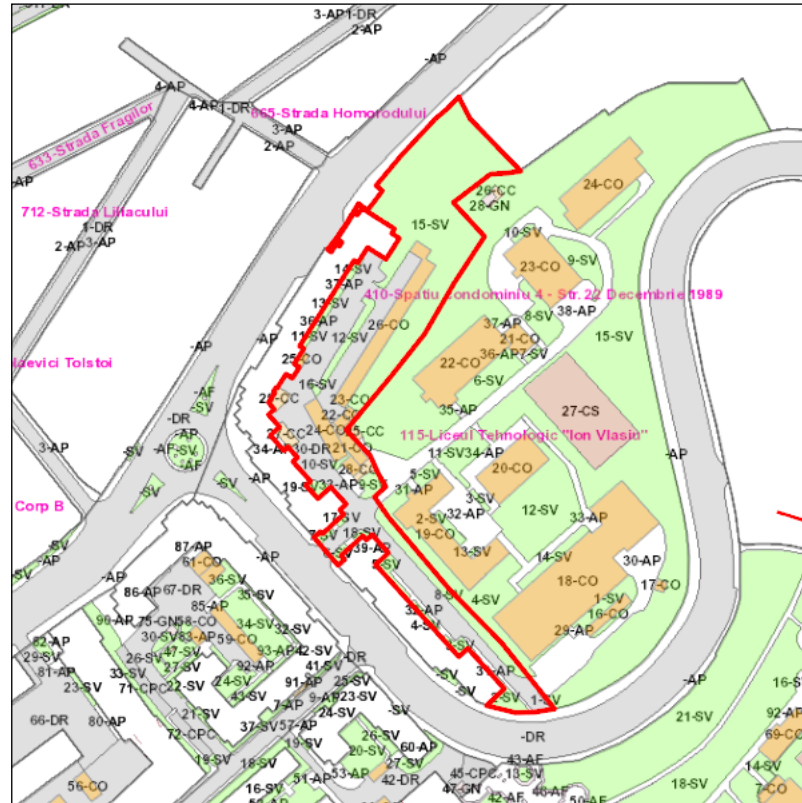 3-AP
1-DR
2-AP
-AP
4-AP
4-AP
1-DR
665-Strada Homorodului
3-AP
2-AP
633-Strada Fragilor
-AP
712-Strada Liliacului
1-DR
2-AP
3-AP
24-CO
26-CC
28-GN
15-SV
10-SV
9-SV
23-CO
14-SV
37-AP
410-Spatiu Condominiu 4 - Str. 22 Decembrie 1989
13-SV
38-AP
8-SV
36-AP
26-CO
37-AP
-AP
11-SV
12-SV
21-CO
15-SV
-AP
36-AP
7-SV
25-CO
22-CO
6-SV
16-SV
-AF
-SV
23-CO
35-AP
27-CS
22-CC
-DR
24-CO
115-Liceul Tehnologic "Ion Vlasiu"
-AP
3-AP
-AF
-SV
-AF
34-AP
30-DR
21-CO
11-SV
34-AP
-AP
10-SV
28-CC
20-CO
5-SV
-AP
19-SV
33-AP
9-SV
31-AP
3-SV
-SV
Corp B
17-SV
2-SV
32-AP
12-SV
33-AP
18-SV
19-CO
-SV
-AP
87-AP
-AP
39-AP
13-SV
14-SV
30-AP
61-CO
5-SV
18-CO
17-CO
-AP
36-SV
67-DR
86-AP
35-SV
8-SV
4-SV
1-SV
85-AP
32-AP
16-CO
90-AP
75-GN
58-CO
34-SV
4-SV
29-AP
30-SV
83-AP
59-CO
32-SV
82-AP
47-SV
93-AP
42-SV
29-SV
26-SV
27-SV
92-AP
41-SV
-DR
81-AP
33-SV
22-SV
24-SV
25-SV
-AP
16-S
23-SV
71-CPC
43-SV
91-AP
9-AP
23-SV
-SV
1-SV
7-AP
24-SV
-SV
21-SV
92-AP
66-DR
80-AP
21-SV
37-SV
57-AP
-DR
69-CO
72-CPC
19-SV
26-SV
60-AP
43-AF
19-SV
18-SV
20-SV
27-SV
45-CPC
13-SV
14-SV
56-CO
51-AP
53-AP
42-DR
47-GN
18-SV
16-SV
42-AF
7-CO